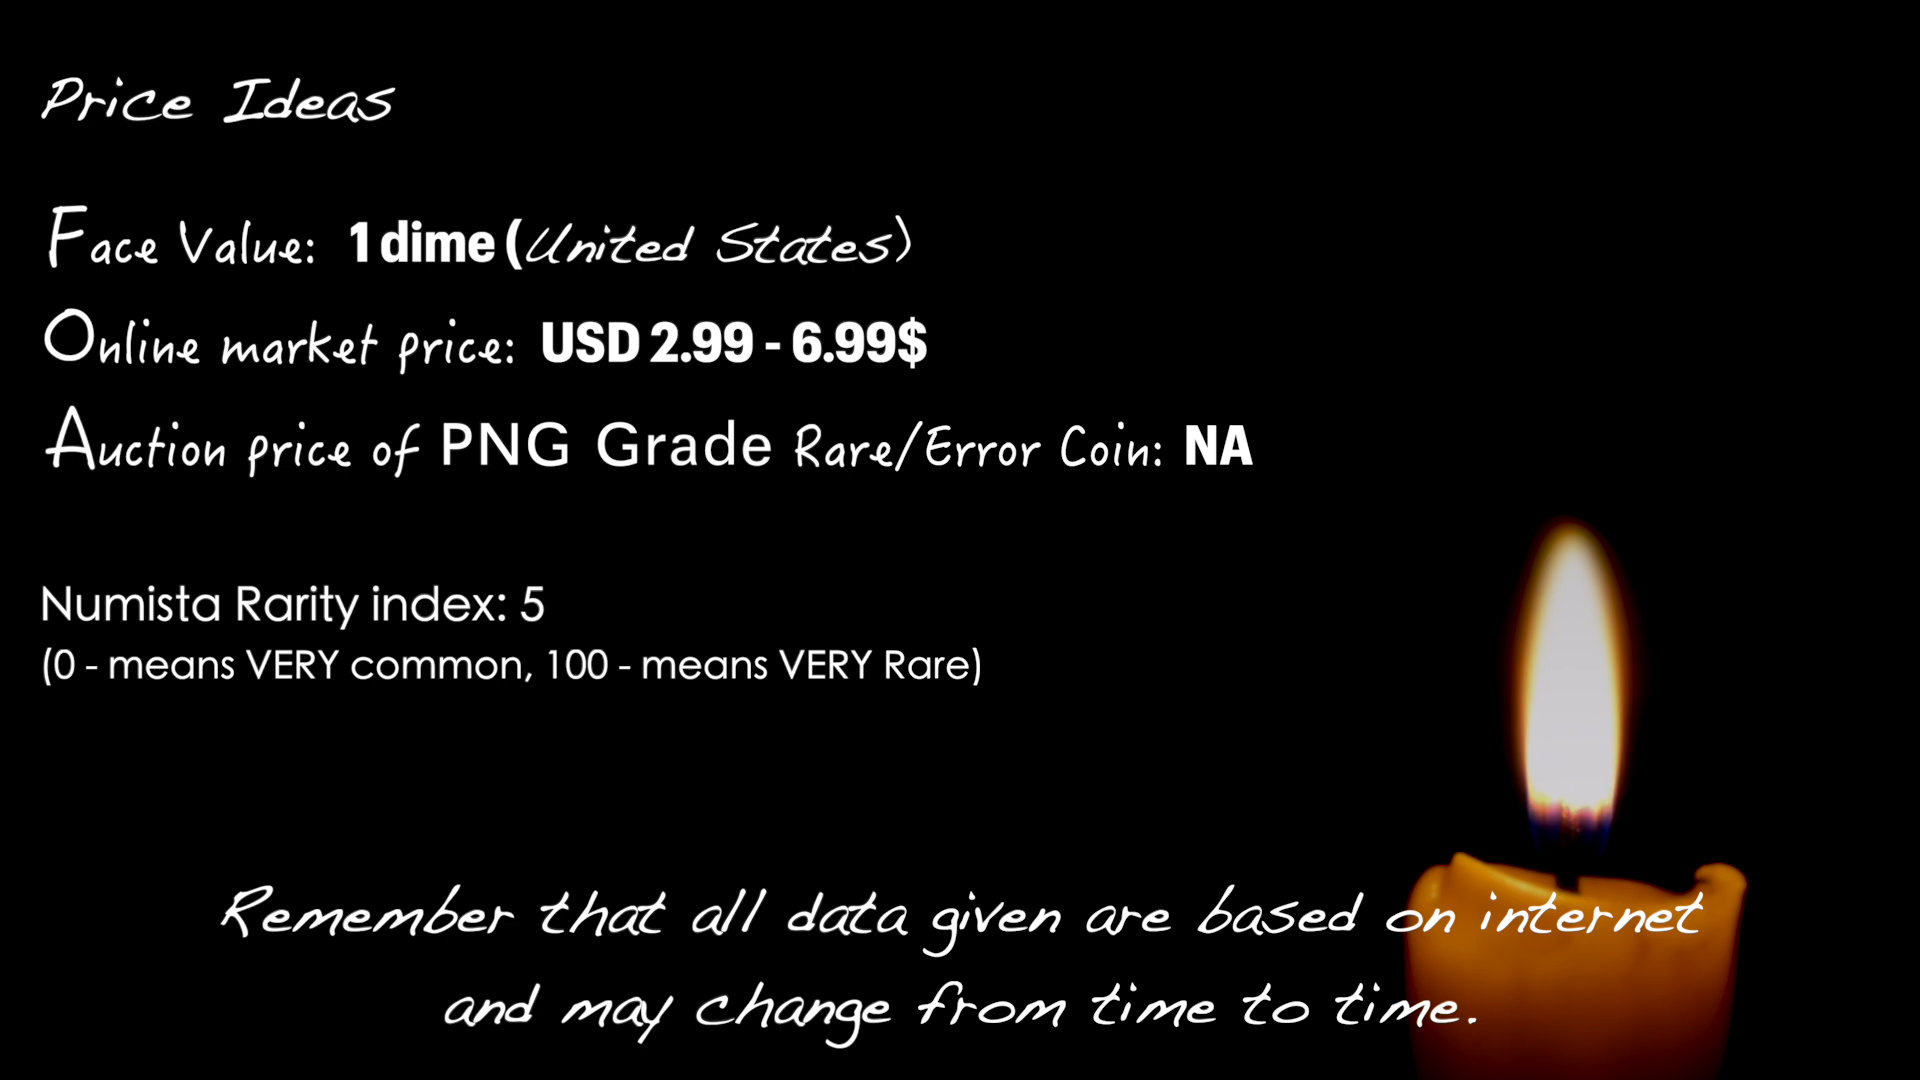 Price Ideas
Face Value: 1 dime (United States)
Online market price: USD 2.99 - 6.99$
Auction price of PNG Grade Rare/Error Coin: NA
Numista Rarity index: 5
(0 - means VERY common, 100 - means VERY Rare)
Remember that all data given are based on internet
and may change from time to time.